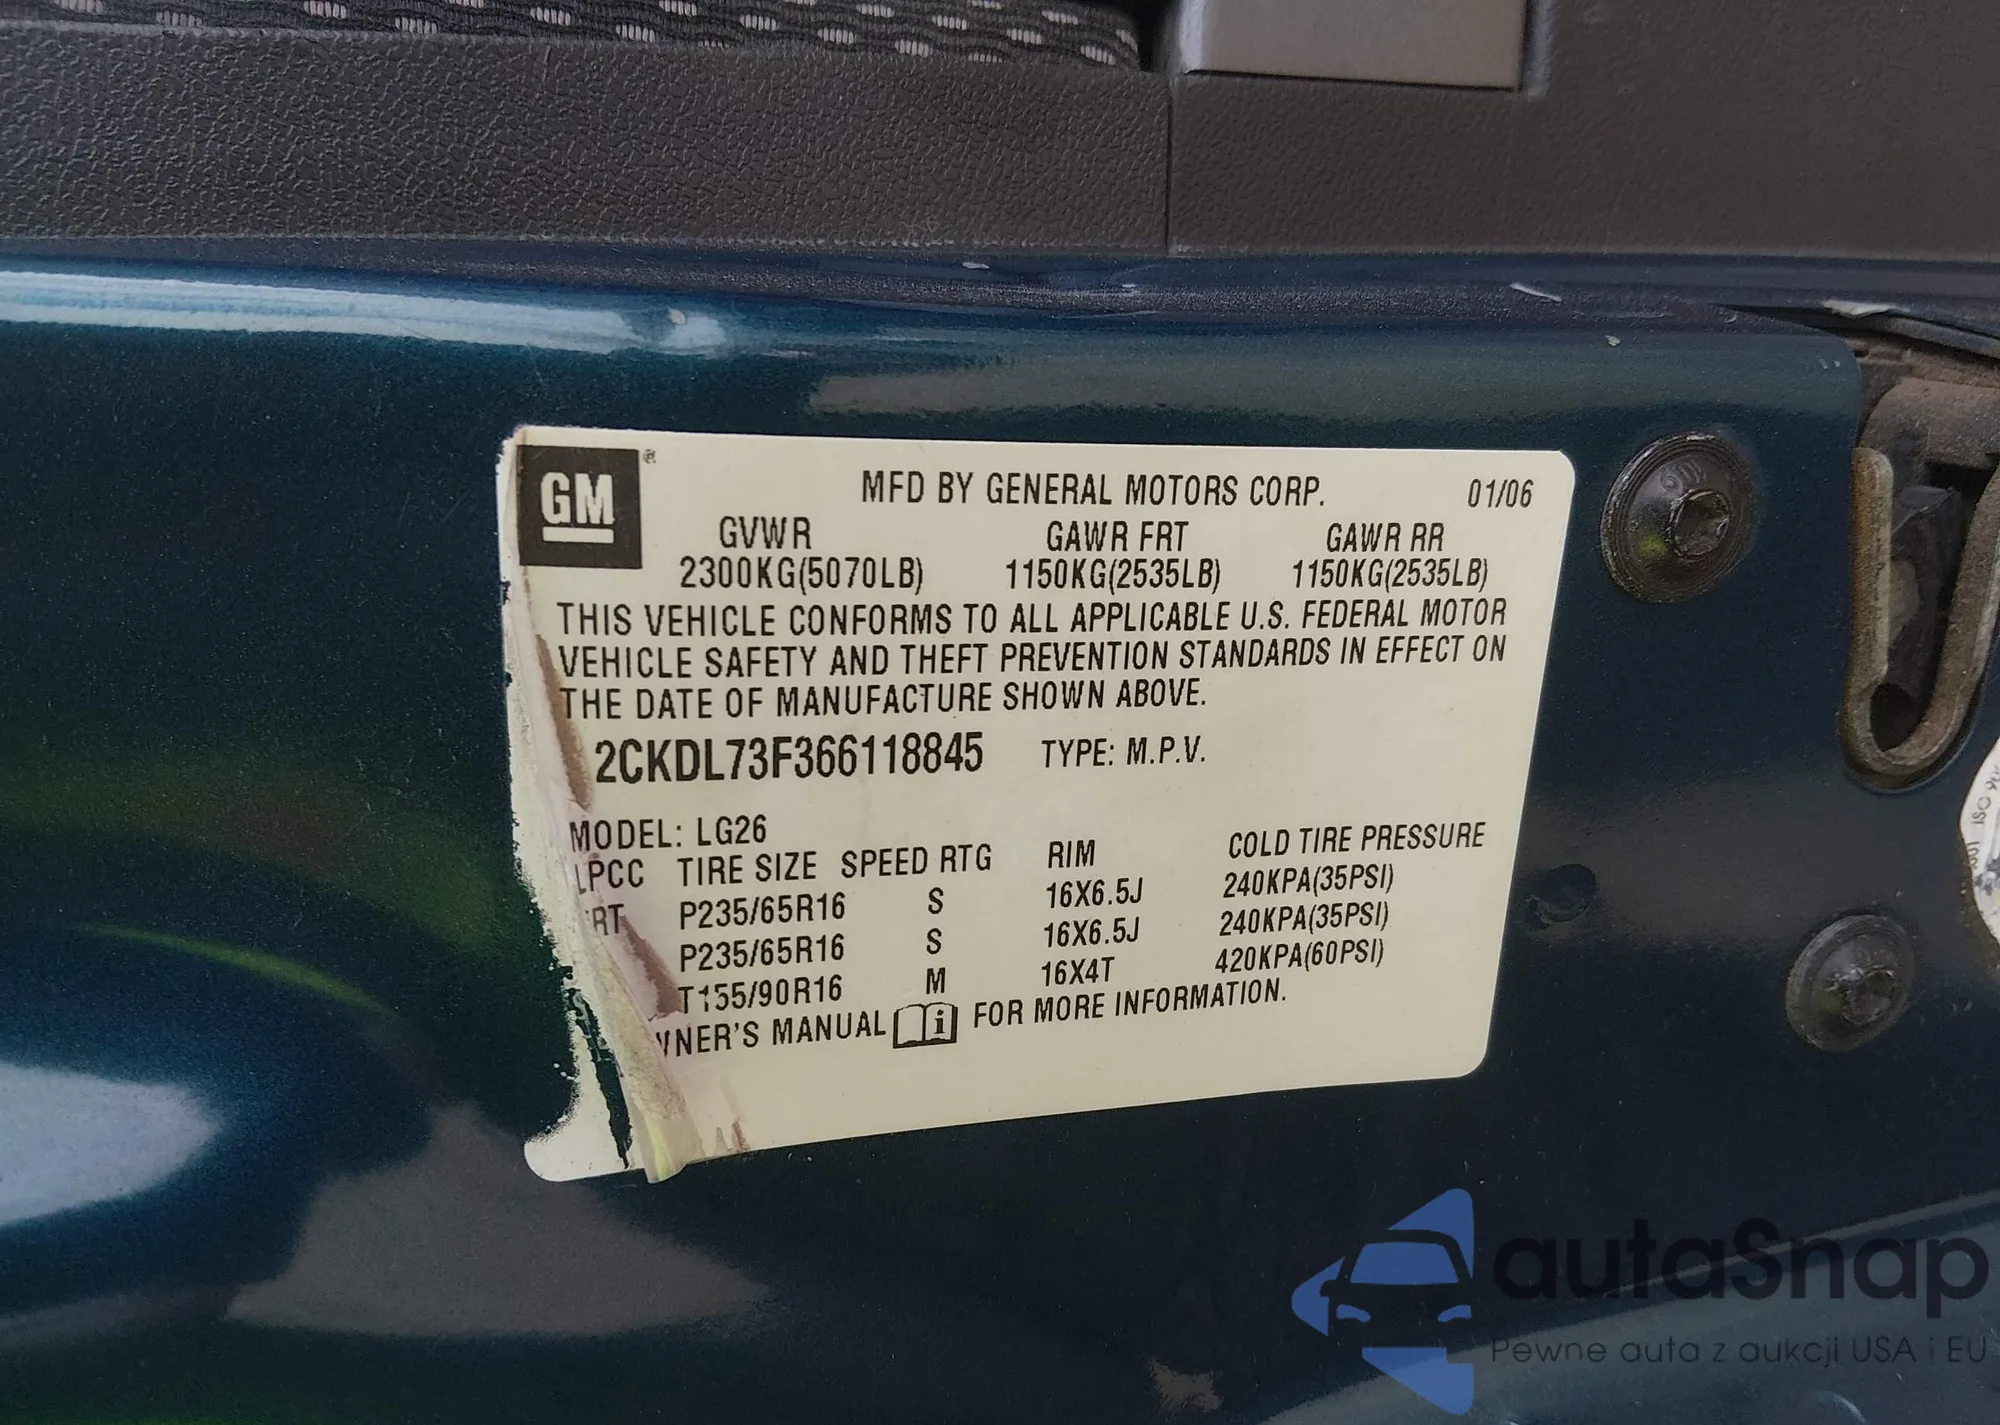 GM®
MFD BY GENERAL MOTORS CORP. 01/06
GVWR GAWR FRT GAWR RR
2300KG(5070LB) 1150KG(2535LB) 1150KG(2535LB)
THIS VEHICLE CONFORMS TO ALL APPLICABLE U.S. FEDERAL MOTOR
VEHICLE SAFETY AND THEFT PREVENTION STANDARDS IN EFFECT ON
THE DATE OF MANUFACTURE SHOWN ABOVE.
2CKDL73F366118845 TYPE: M.P.V.
MODEL: LG26
LPCC TIRE SIZE SPEED RTG RIM COLD TIRE PRESSURE
RT P235/65R16 S 16X6.5J 240KPA(35PSI)
P235/65R16 S 16X6.5J 240KPA(35PSI)
T155/90R16 M 16X4T 420KPA(60PSI)
NER'S MANUAL FOR MORE INFORMATION.
autaSnap
Pewne auta z aukcji USA i EU